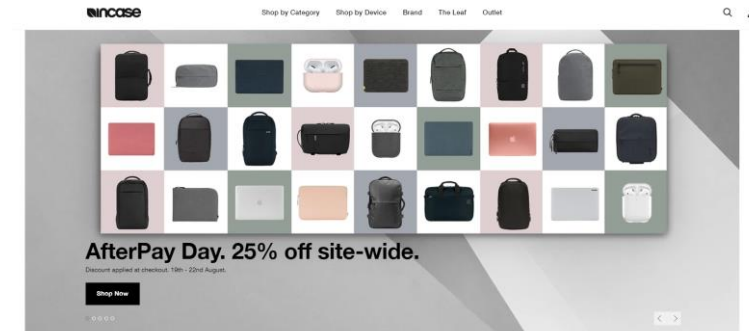 incase
Shop by Category Shop by Device Brand The Leaf Outlet
AfterPay Day. 25% off site-wide.
Discount applied at checkout. 19th - 22nd August.
Shop Now